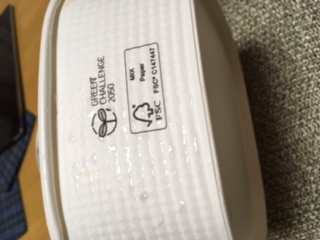 GREEN
CHALLENGE
2050
MIX
Paper
FSC
FSC® C147447